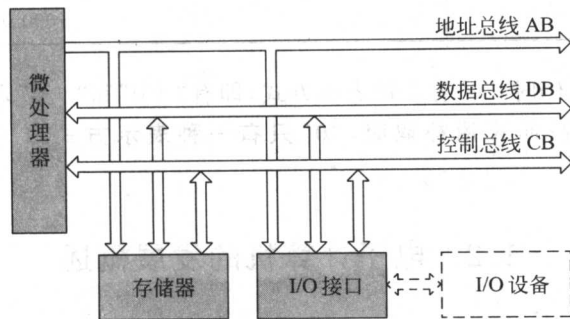 地址总线 AB
微处理器
数据总线 DB
控制总线 CB
存储器
I/O 接口
I/O 设备